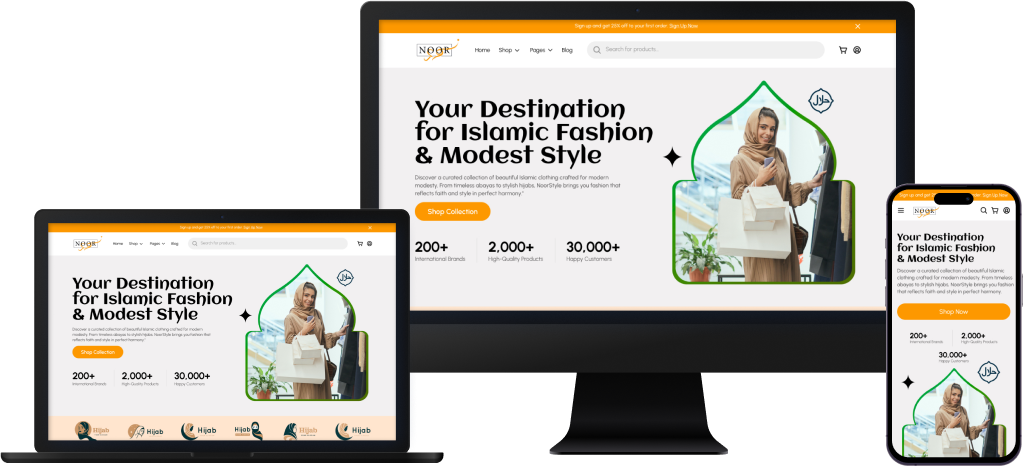 Sign up and get 20% off to your first order. Sign Up Now
NOOR
Home Shop Pages Blog
Search for products...
Your Destination
for Islamic Fashion
& Modest Style
Discover a curated collection of beautiful Islamic clothing crafted for modern
modesty. From timeless abayas to stylish hijabs, NoorStyle brings you fashion that
reflects faith and style in perfect harmony."
Shop Collection
200+ 2,000+ 30,000+
International Brands High-Quality Products Happy Customers
حلال
Sign up and get 20% off to your first order. Sign Up Now
NOOR
Home Shop Pages Blog
Search for products...
Your Destination
for Islamic Fashion
& Modest Style
Discover a curated collection of beautiful Islamic clothing crafted for modern
modesty. From timeless abayas to stylish hijabs, NoorStyle brings you fashion that
reflects faith and style in perfect harmony."
Shop Collection
200+ 2,000+ 30,000+
International Brands High-Quality Products Happy Customers
حلال
Hijab Hijab Hijab Hijab Hijab Hijab
Sign up and get Sign Up Now
NOOR
Your Destination
for Islamic Fashion
& Modest Style
Discover a curated collection of beautiful Islamic
clothing crafted for modern modesty. From timeless
abayas to stylish hijabs, NoorStyle brings you fashion
that reflects faith and style in perfect harmony.
Shop Now
200+ 2,000+
International Brands High-Quality Products
30,000+
Happy Customers
حلال